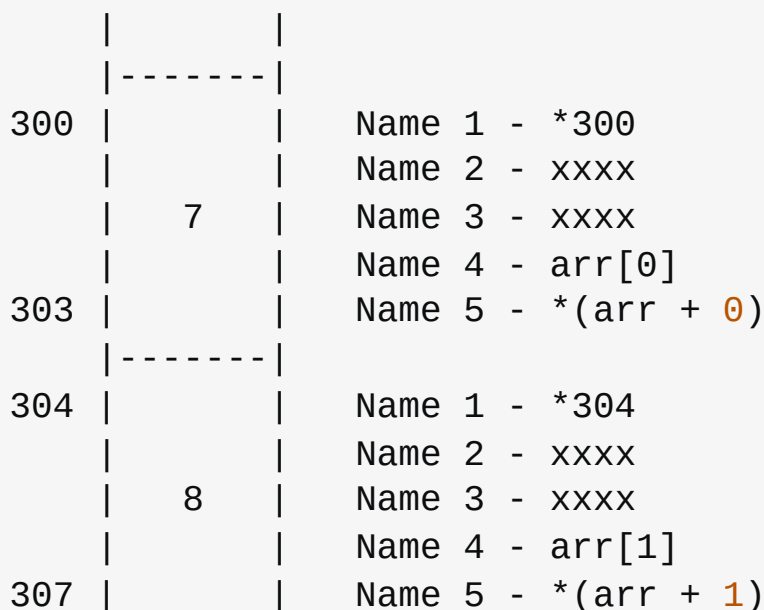 |       |
    |-------|
300 |       |   Name 1 - *300
    |       |   Name 2 - xxxx
    |   7   |   Name 3 - xxxx
    |       |   Name 4 - arr[0]
303 |       |   Name 5 - *(arr + 0)
    |-------|
304 |       |   Name 1 - *304
    |       |   Name 2 - xxxx
    |   8   |   Name 3 - xxxx
    |       |   Name 4 - arr[1]
307 |       |   Name 5 - *(arr + 1)